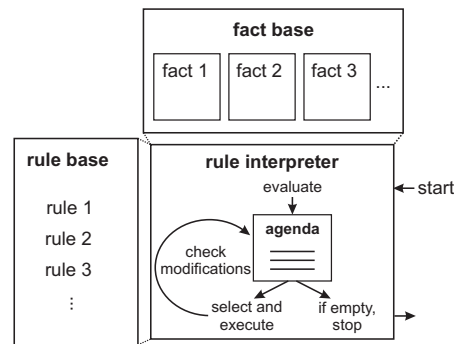 fact base
fact 1
fact 2
fact 3
...
rule base
rule 1
rule 2
rule 3
⋮
rule interpreter
evaluate
start
agenda
check
modifications
select and
execute
if empty,
stop